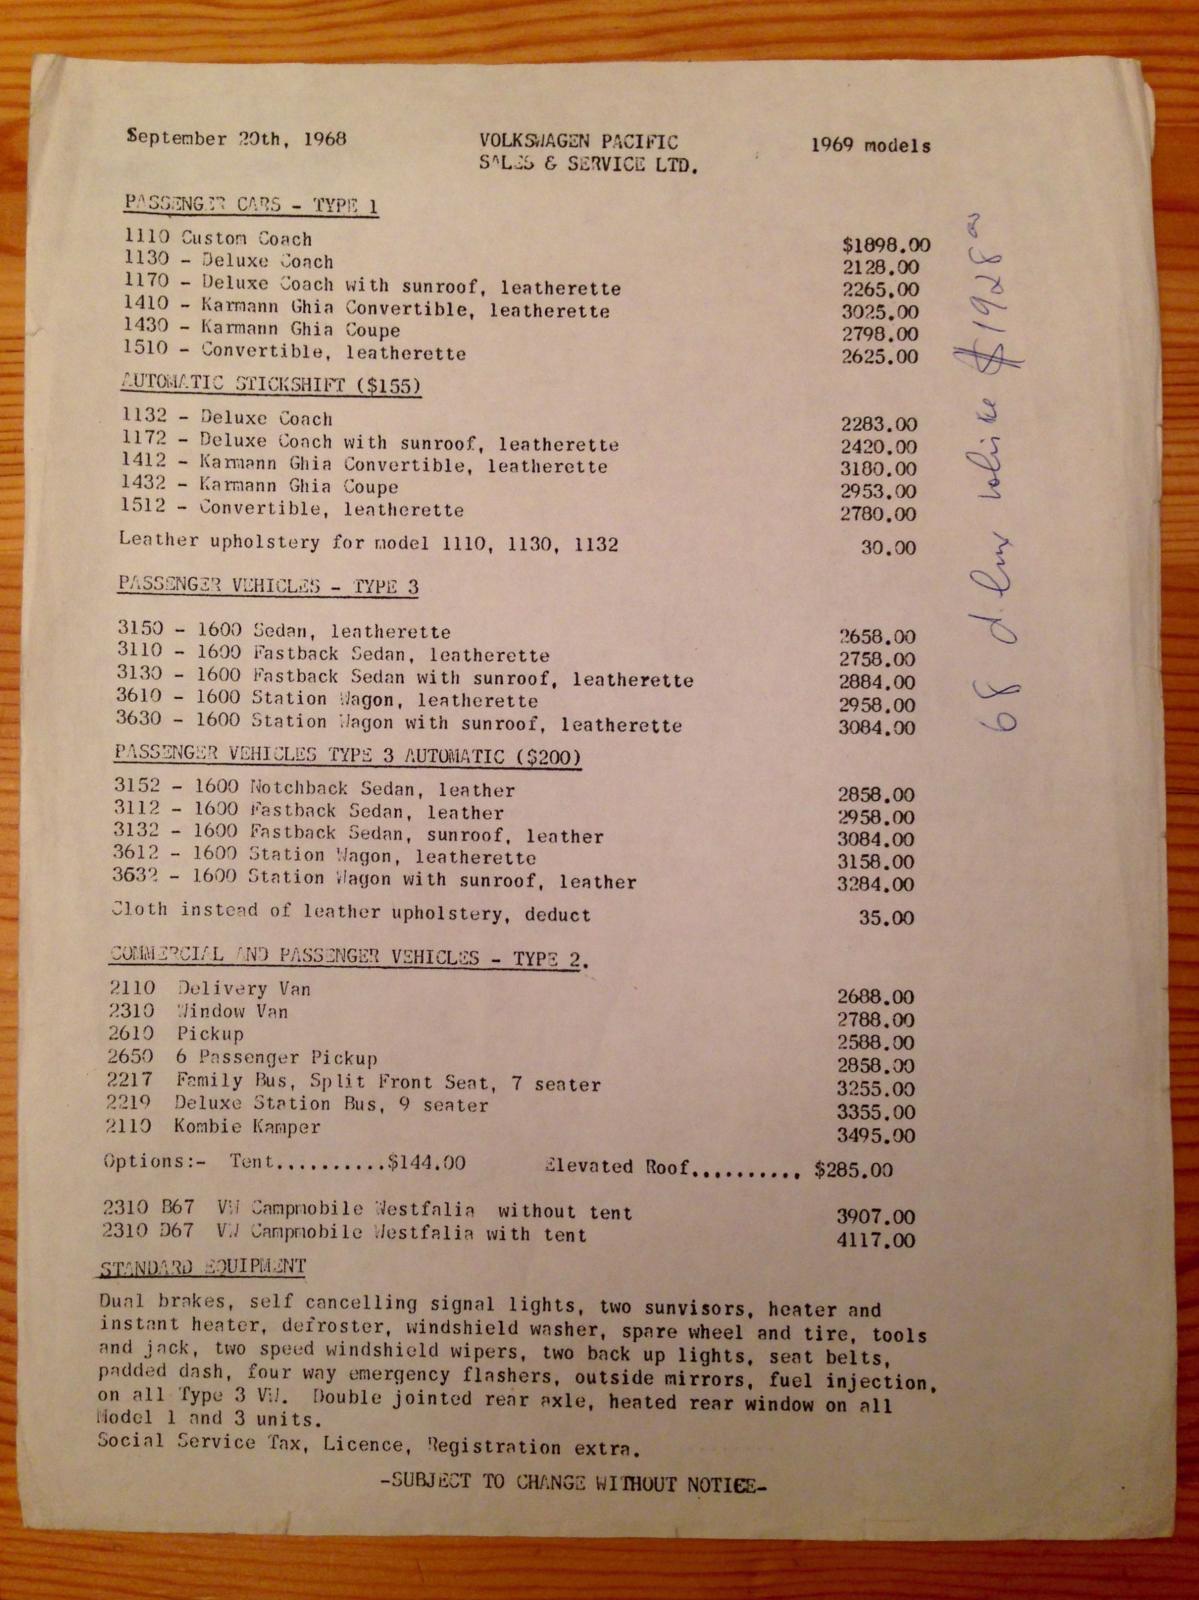 September 20th, 1968
VOLKSWAGEN PACIFIC
SALES & SERVICE LTD.
1969 models
PASSENGER CARS - TYPE 1
1110 Custom Coach $1898.00
1130 - Deluxe Coach 2128.00
1170 - Deluxe Coach with sunroof, leatherette 2265.00
1410 - Karmann Ghia Convertible, leatherette 3025.00
1430 - Karmann Ghia Coupe 2798.00
1510 - Convertible, leatherette 2625.00
AUTOMATIC STICKSHIFT ($155)
1132 - Deluxe Coach 2283.00
1172 - Deluxe Coach with sunroof, leatherette 2420.00
1412 - Karmann Ghia Convertible, leatherette 3180.00
1432 - Karmann Ghia Coupe 2953.00
1512 - Convertible, leatherette 2780.00
Leather upholstery for model 1110, 1130, 1132 30.00
PASSENGER VEHICLES - TYPE 3
3150 - 1600 Sedan, leatherette 2658.00
3110 - 1600 Fastback Sedan, leatherette 2758.00
3130 - 1600 Fastback Sedan with sunroof, leatherette 2884.00
3610 - 1600 Station Wagon, leatherette 2958.00
3630 - 1600 Station Wagon with sunroof, leatherette 3084.00
PASSENGER VEHICLES TYPE 3 AUTOMATIC ($200)
3152 - 1600 Notchback Sedan, leather 2858.00
3112 - 1600 Fastback Sedan, leather 2958.00
3132 - 1600 Fastback Sedan, sunroof, leather 3084.00
3612 - 1600 Station Wagon, leatherette 3158.00
3632 - 1600 Station Wagon with sunroof, leather 3284.00
Cloth instead of leather upholstery, deduct 35.00
COMMERCIAL AND PASSENGER VEHICLES - TYPE 2.
2110 Delivery Van 2688.00
2310 Window Van 2788.00
2610 Pickup 2588.00
2650 6 Passenger Pickup 2858.00
2217 Family Bus, Split Front Seat, 7 seater 3255.00
2219 Deluxe Station Bus, 9 seater 3355.00
2110 Kombie Kamper 3495.00
Options:- Tent..........$144.00 Elevated Roof.......... $285.00
2310 B67 VW Campmobile Westfalia without tent 3907.00
2310 D67 VW Campmobile Westfalia with tent 4117.00
STANDARD EQUIPMENT
Dual brakes, self cancelling signal lights, two sunvisors, heater and
instant heater, defroster, windshield washer, spare wheel and tire, tools
and jack, two speed windshield wipers, two back up lights, seat belts,
padded dash, four way emergency flashers, outside mirrors, fuel injection,
on all Type 3 VW. Double jointed rear axle, heated rear window on all
Model 1 and 3 units.
Social Service Tax, Licence, Registration extra.
-SUBJECT TO CHANGE WITHOUT NOTICE-
68 $1928 00